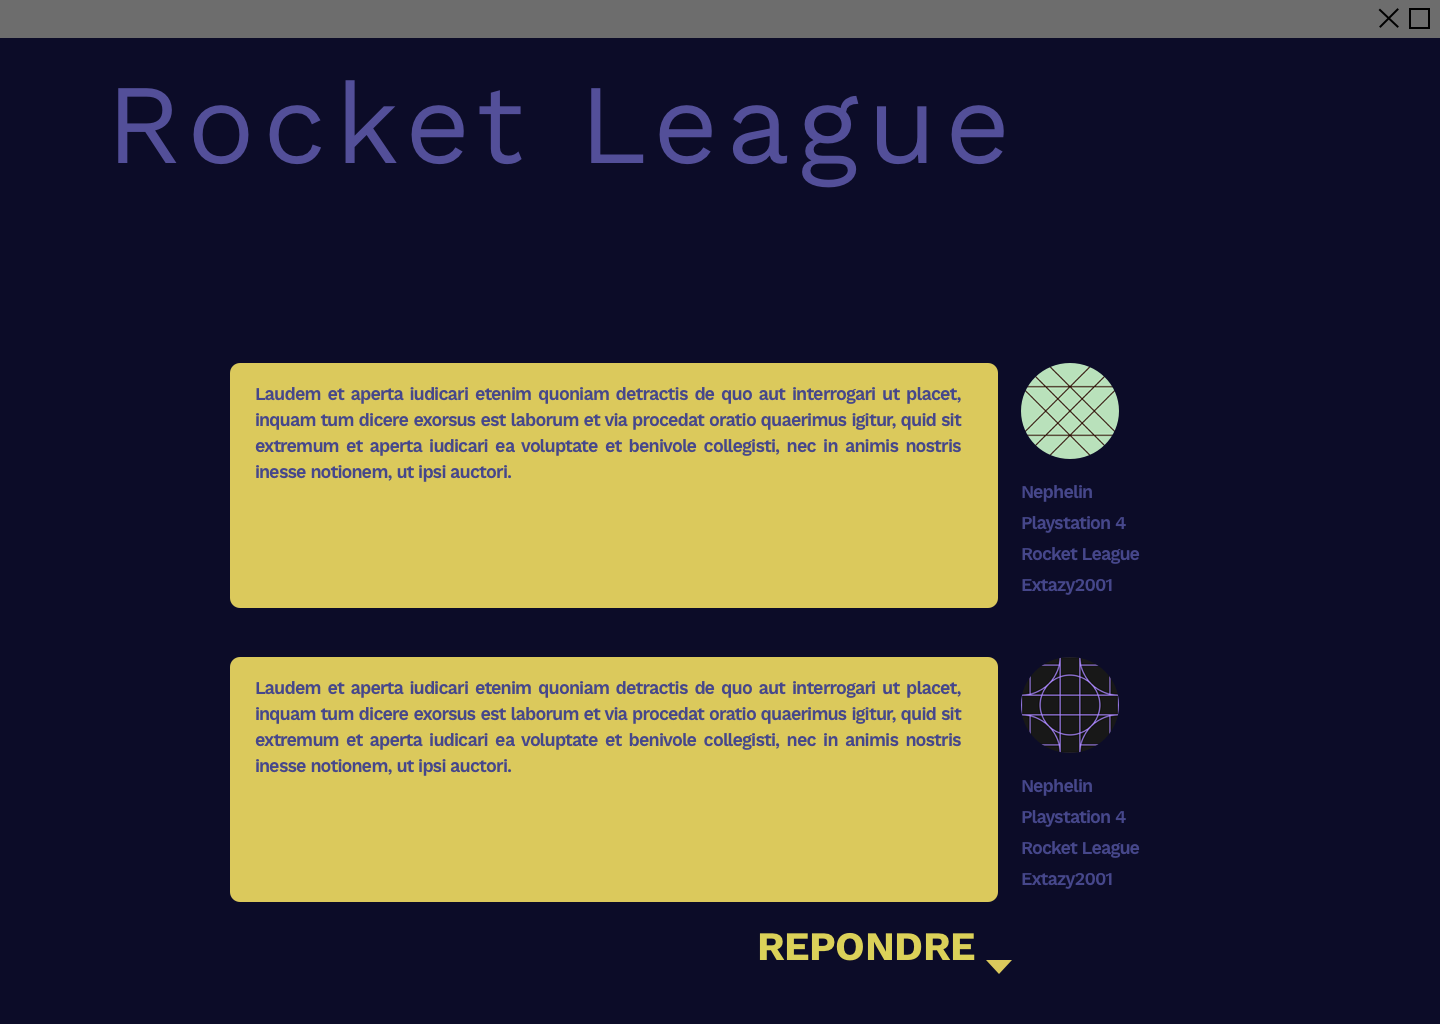 Rocket League
Laudem et aperta iudicari etenim quoniam detractis de quo aut interrogari ut placet,
inquam tum dicere exorsus est laborum et via procedat oratio quaerimus igitur, quid sit
extremum et aperta iudicari ea voluptate et benivole collegisti, nec in animis nostris
inesse notionem, ut ipsi auctori.
Nephelin
Playstation 4
Rocket League
Extazy2001
Laudem et aperta iudicari etenim quoniam detractis de quo aut interrogari ut placet,
inquam tum dicere exorsus est laborum et via procedat oratio quaerimus igitur, quid sit
extremum et aperta iudicari ea voluptate et benivole collegisti, nec in animis nostris
inesse notionem, ut ipsi auctori.
Nephelin
Playstation 4
Rocket League
Extazy2001
REPONDRE